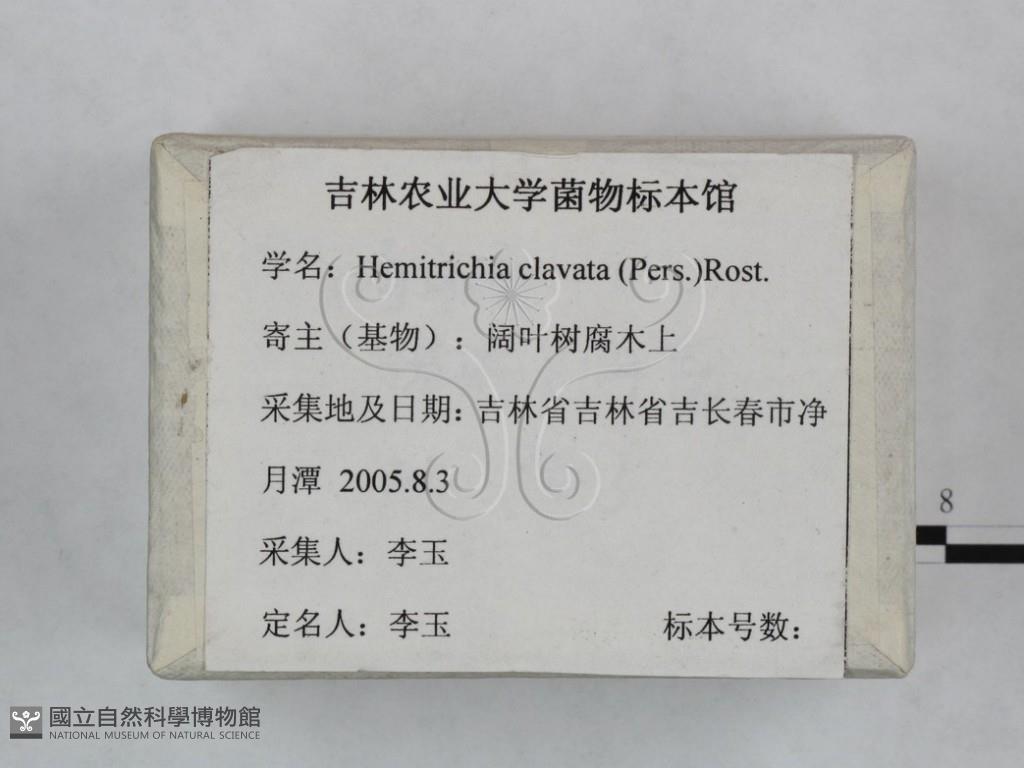 吉林农业大学菌物标本馆
学名：Hemitrichia clavata (Pers.)Rost.
寄主（基物）：阔叶树腐木上
采集地及日期：吉林省吉林省吉长春市净
月潭 2005.8.3
采集人：李玉
定名人：李玉 标本号数：
8
國立自然科學博物館
NATIONAL MUSEUM OF NATURAL SCIENCE